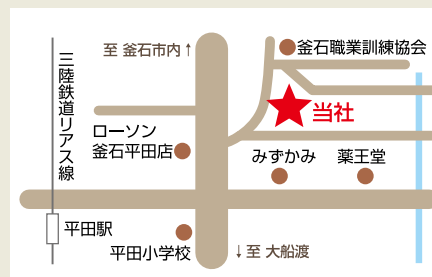 至 釜石市内↑
釜石職業訓練協会
三陸鉄道リアス線
当社
ローソン
釜石平田店
みずかみ
薬王堂
平田駅
平田小学校
↓至 大船渡